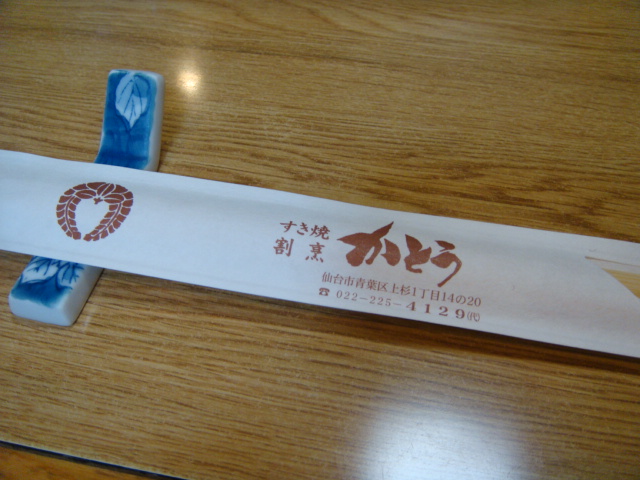 すき焼
割烹 かとう
仙台市青葉区上杉1丁目14の20
☎ 022-225-4129(代)